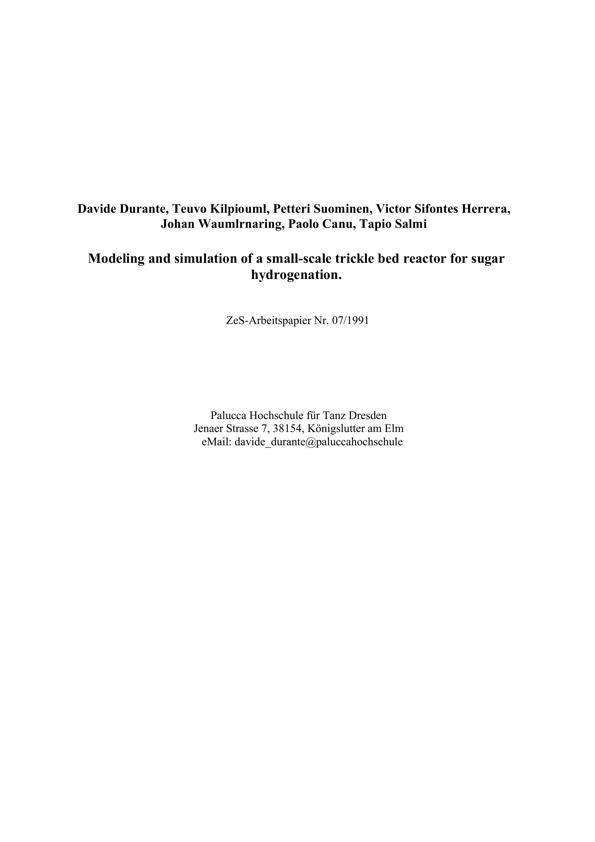 Davide Durante, Teuvo Kilpiouml, Petteri Suominen, Victor Sifontes Herrera,
Johan Waumlrnaring, Paolo Canu, Tapio Salmi
Modeling and simulation of a small-scale trickle bed reactor for sugar
hydrogenation.
ZeS-Arbeitspapier Nr. 07/1991
Palucca Hochschule für Tanz Dresden
Jenaer Strasse 7, 38154, Königslutter am Elm
eMail: davide_durante@paluccahochschule